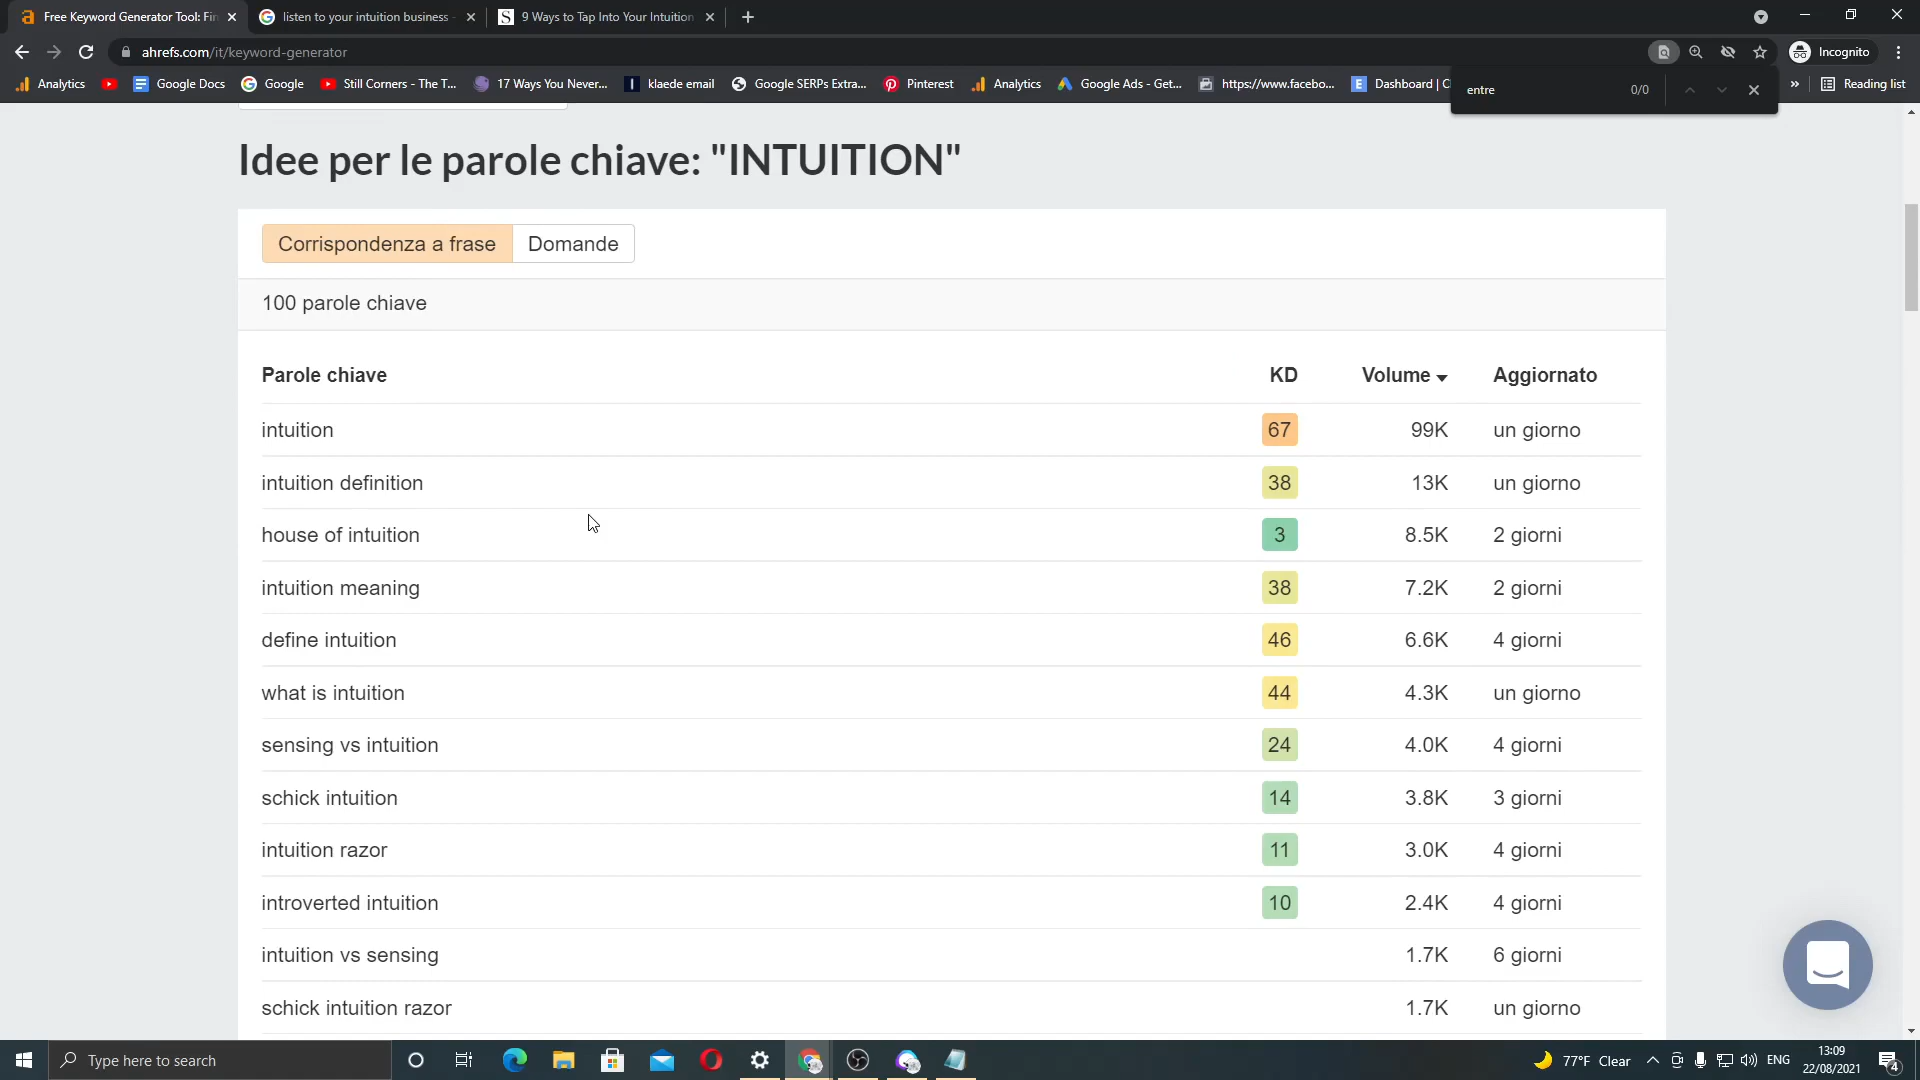 Free Keyword Generator Tool: Fin
listen to your intuition business -
9 Ways to Tap Into Your Intuition
ahrefs.com/it/keyword-generator
Incognito
Analytics
Google Docs
Google
Still Corners - The T...
17 Ways You Never...
klaede email
Google SERPs Extra...
Pinterest
Analytics
Google Ads - Get...
https://www.facebo...
Dashboard | C
Reading list
entre
0/0
Idee per le parole chiave: "INTUITION"
Corrispondenza a frase Domande
100 parole chiave
Parole chiave KD Volume Aggiornato
intuition 67 99K un giorno
intuition definition 38 13K un giorno
house of intuition 3 8.5K 2 giorni
intuition meaning 38 7.2K 2 giorni
define intuition 46 6.6K 4 giorni
what is intuition 44 4.3K un giorno
sensing vs intuition 24 4.0K 4 giorni
schick intuition 14 3.8K 3 giorni
intuition razor 11 3.0K 4 giorni
introverted intuition 10 2.4K 4 giorni
intuition vs sensing 1.7K 6 giorni
schick intuition razor 1.7K un giorno
Type here to search
77°F Clear
ENG
13:09
22/08/2021
4